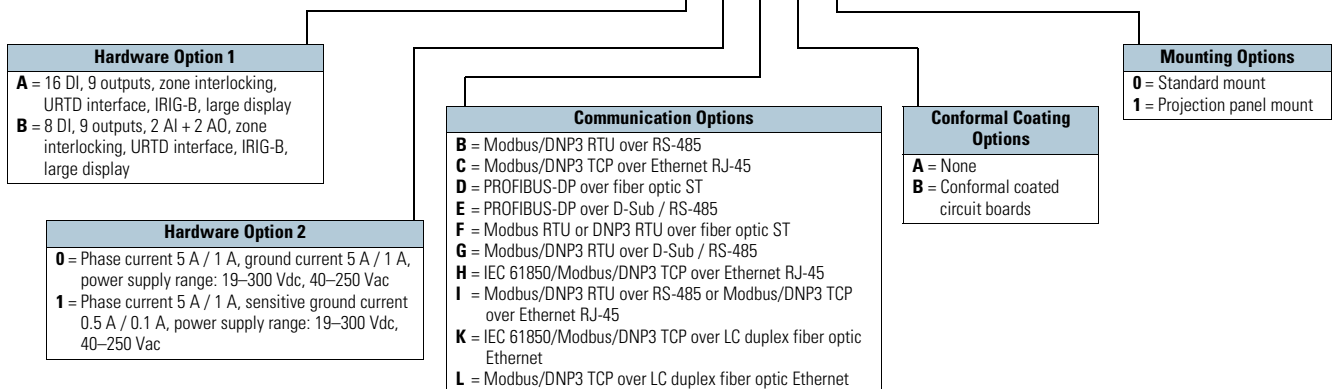 Hardware Option 1
A = 16 DI, 9 outputs, zone interlocking,
URTD interface, IRIG-B, large display
B = 8 DI, 9 outputs, 2 AI + 2 AO, zone
interlocking, URTD interface, IRIG-B,
large display
Hardware Option 2
0 = Phase current 5 A / 1 A, ground current 5 A / 1 A,
power supply range: 19–300 Vdc, 40–250 Vac
1 = Phase current 5 A / 1 A, sensitive ground current
0.5 A / 0.1 A, power supply range: 19–300 Vdc,
40–250 Vac
Communication Options
B = Modbus/DNP3 RTU over RS-485
C = Modbus/DNP3 TCP over Ethernet RJ-45
D = PROFIBUS-DP over fiber optic ST
E = PROFIBUS-DP over D-Sub / RS-485
F = Modbus RTU or DNP3 RTU over fiber optic ST
G = Modbus/DNP3 RTU over D-Sub / RS-485
H = IEC 61850/Modbus/DNP3 TCP over Ethernet RJ-45
I = Modbus/DNP3 RTU over RS-485 or Modbus/DNP3 TCP
over Ethernet RJ-45
K = IEC 61850/Modbus/DNP3 TCP over LC duplex fiber optic
Ethernet
L = Modbus/DNP3 TCP over LC duplex fiber optic Ethernet
Conformal Coating
Options
A = None
B = Conformal coated
circuit boards
Mounting Options
0 = Standard mount
1 = Projection panel mount